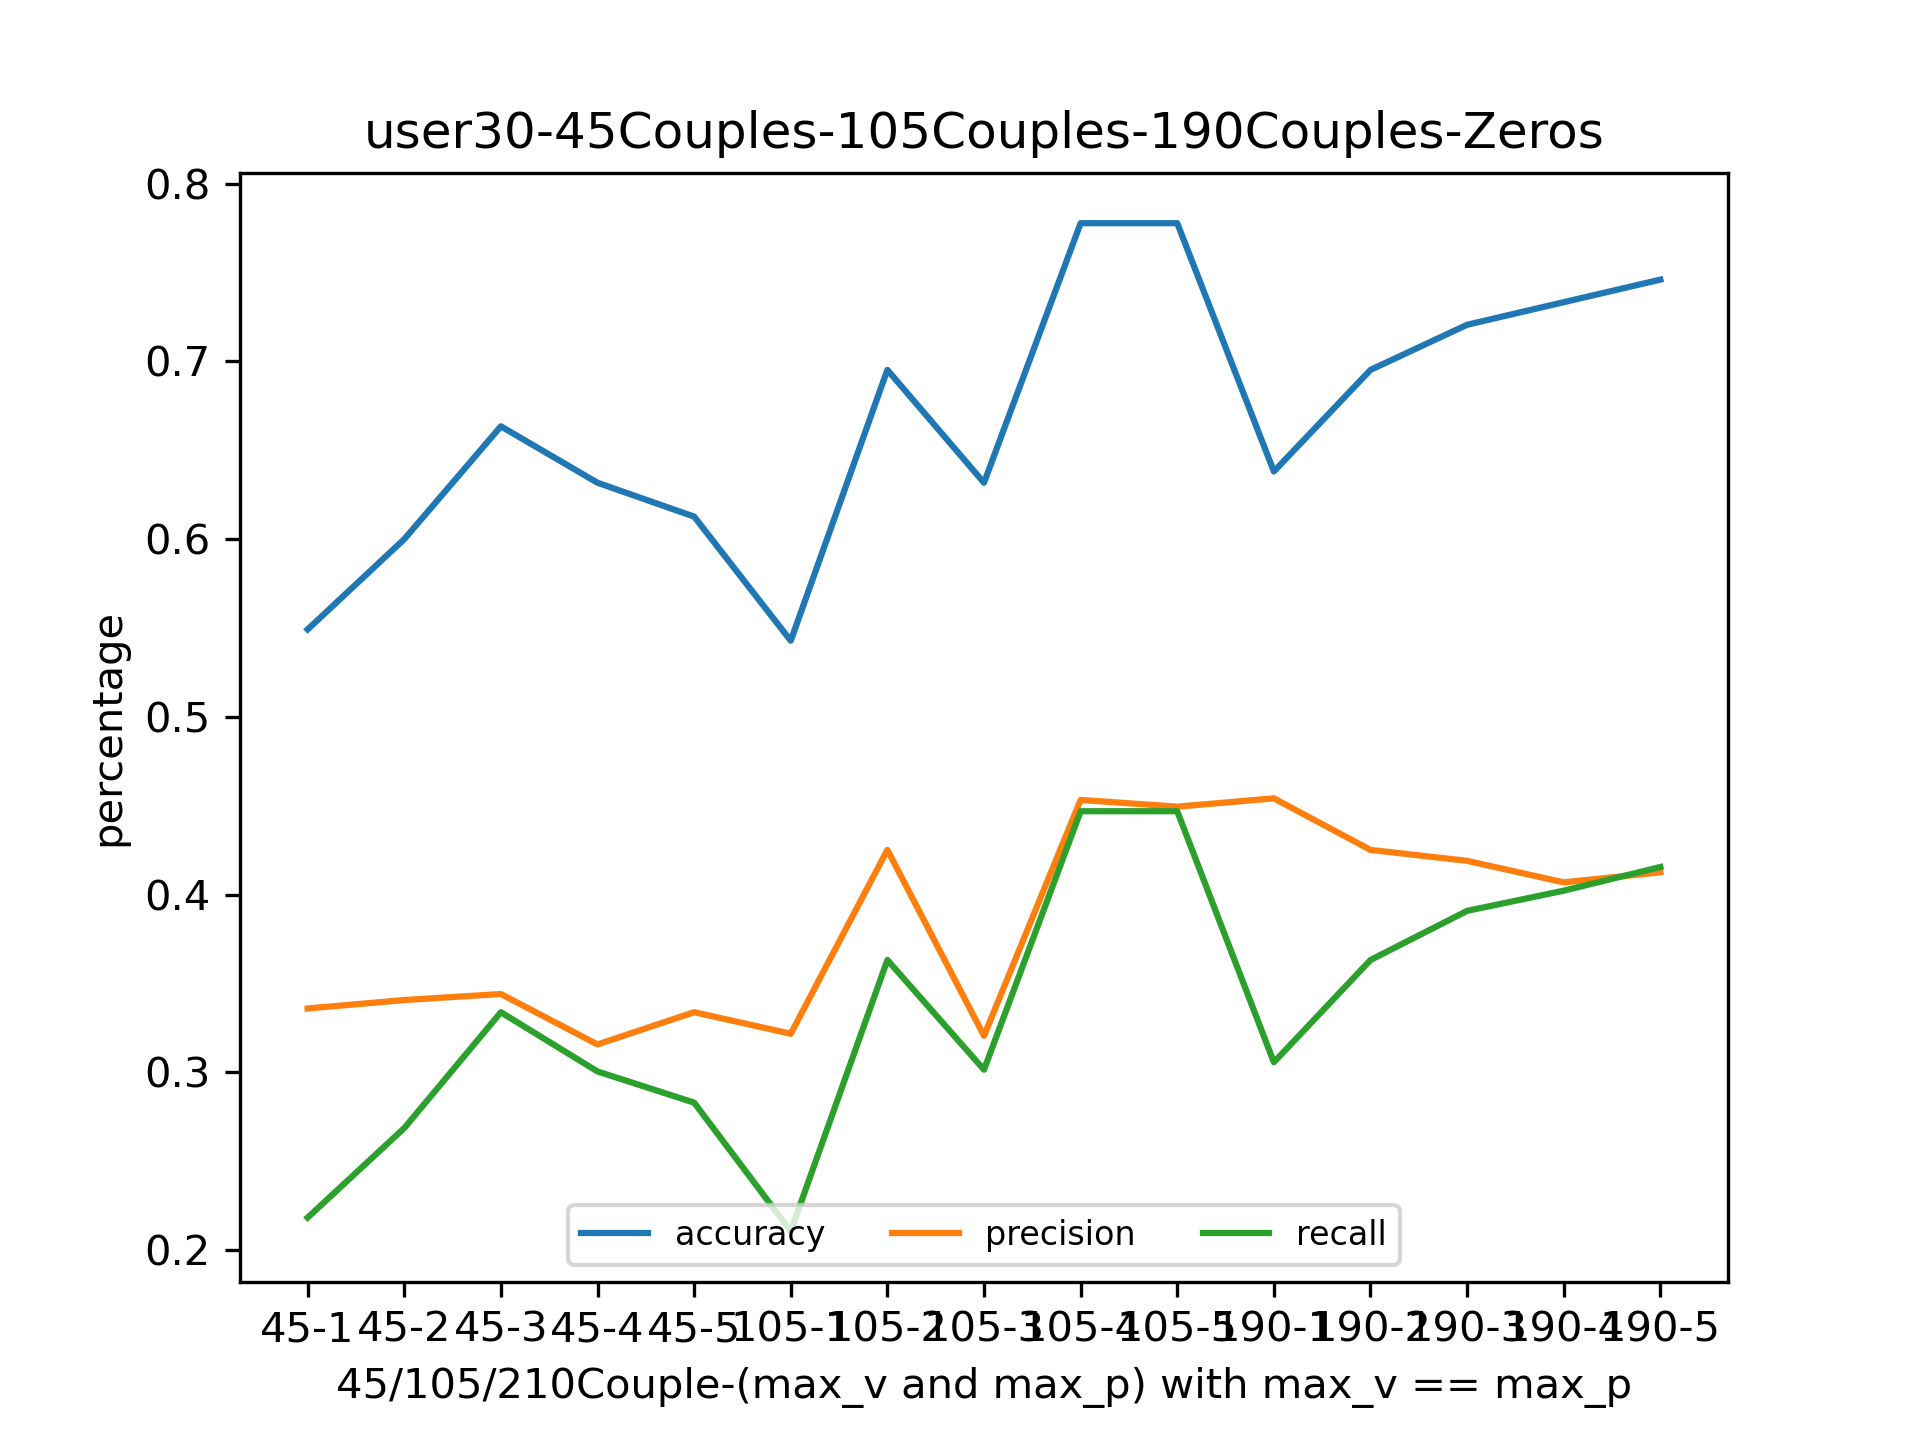 user30-45Couples-105Couples-190Couples-Zeros
0.8
0.7
0.6
0.5
0.4
0.3
0.2
percentage
accuracy precision recall
45-1 45-2 45-3 45-4 45-5 105-1 105-2 105-3 105-4 105-5 190-1 190-2 190-3 190-4 190-5
45/105/210Couple-(max_v and max_p) with max_v == max_p